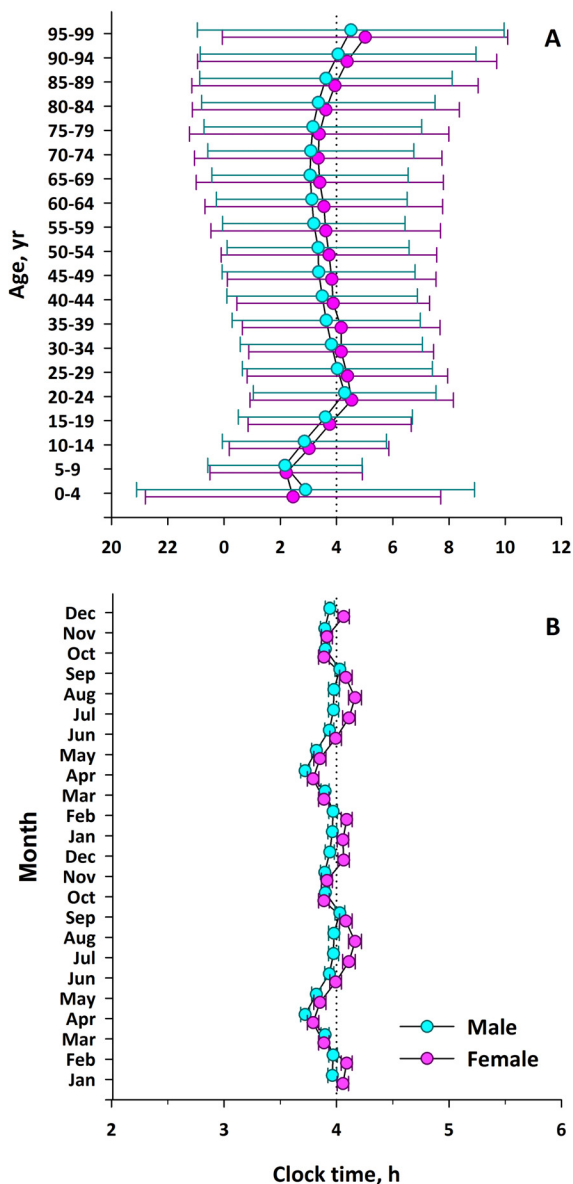 A
95-99
90-94
85-89
80-84
75-79
70-74
65-69
60-64
55-59
50-54
45-49
40-44
35-39
30-34
25-29
20-24
15-19
10-14
5-9
0-4
Age, yr
20 22 0 2 4 6 8 10 12
B
Dec
Nov
Oct
Sep
Aug
Jul
Jun
May
Apr
Mar
Feb
Jan
Dec
Nov
Oct
Sep
Aug
Jul
Jun
May
Apr
Mar
Feb
Jan
Month
Male
Female
2 3 4 5 6
Clock time, h